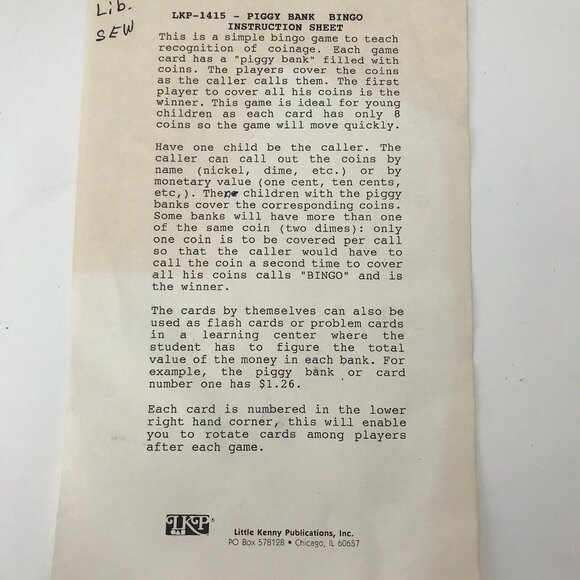 Lib.
SEW
LKP-1415 - PIGGY BANK BINGO
INSTRUCTION SHEET
This is a simple bingo game to teach
recognition of coinage. Each game
card has a "piggy bank" filled with
coins. The players cover the coins
as the caller calls them. The first
player to cover all his coins is the
winner. This game is ideal for young
children as each card has only 8
coins so the game will move quickly.
Have one child be the caller. The
caller can call out the coins by
name (nickel, dime, etc.) or by
monetary value (one cent, ten cents,
etc,). There children with the piggy
banks cover the corresponding coins.
Some banks will have more than one
of the same coin (two dimes): only
one coin is to be covered per call
so that the caller would have to
call the coin a second time to cover
all his coins calls "BINGO" and is
the winner.
The cards by themselves can also be
used as flash cards or problem cards
in a learning center where the
student has to figure the total
value of the money in each bank. For
example, the piggy bank or card
number one has $1.26.
Each card is numbered in the lower
right hand corner, this will enable
you to rotate cards among players
after each game.
LKP®
Little Kenny Publications, Inc.
PO Box 578128 • Chicago, IL 60657